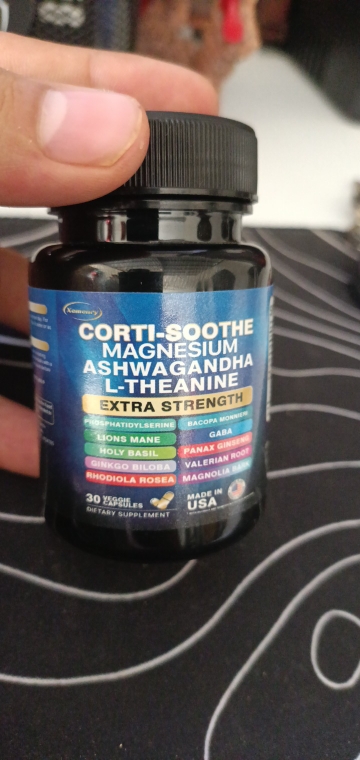 CORTI-SOOTHE
MAGNESIUM
ASHWAGANDHA
L-THEANINE
EXTRA STRENGTH
PHOSPHATIDYLSERINE
BACOPA MONNIERI
LIONS MANE
GABA
HOLY BASIL
PANAX GINSENG
GINKGO BILOBA
VALERIAN ROOT
RHODIOLA ROSEA
MAGNOLIA BARK
30 VEGGIE CAPSULES
MADE IN USA
DIETARY SUPPLEMENT